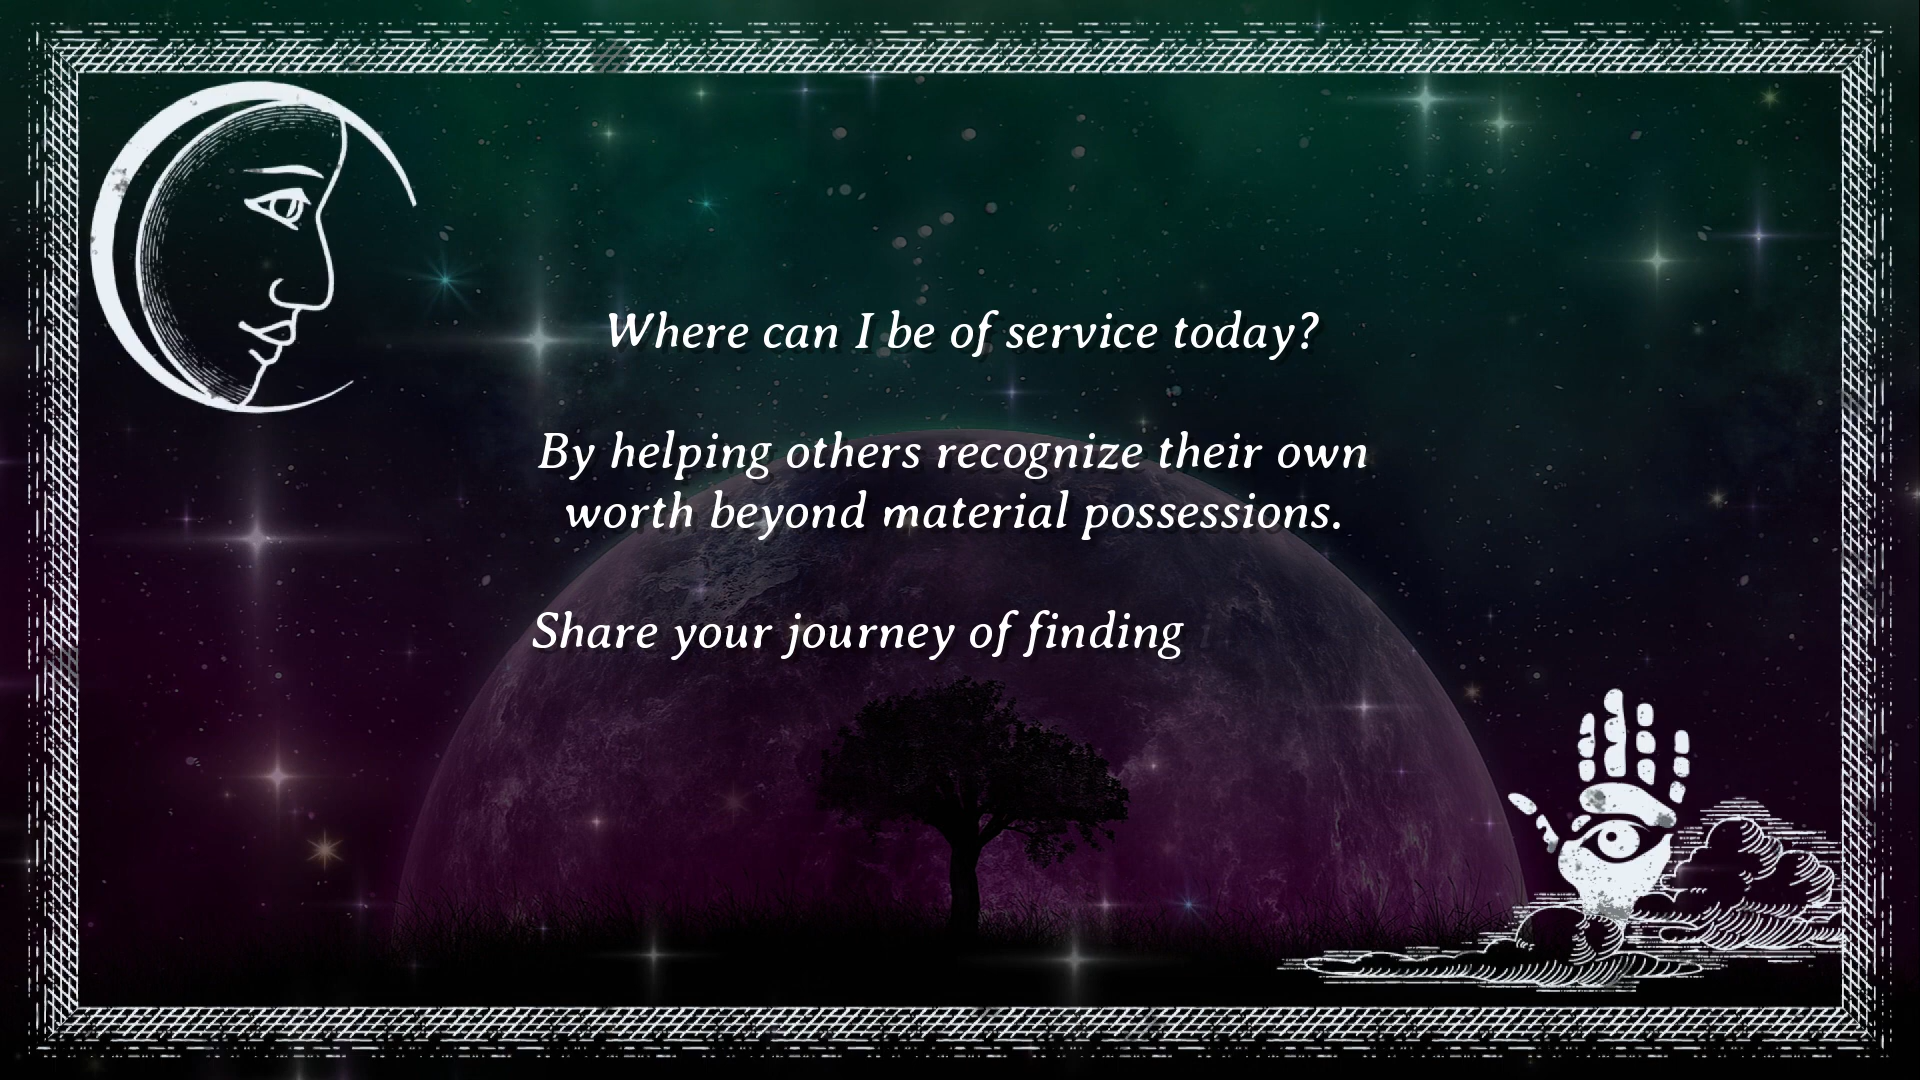 Where can I be of service today?
By helping others recognize their own
worth beyond material possessions.
Share your journey of finding